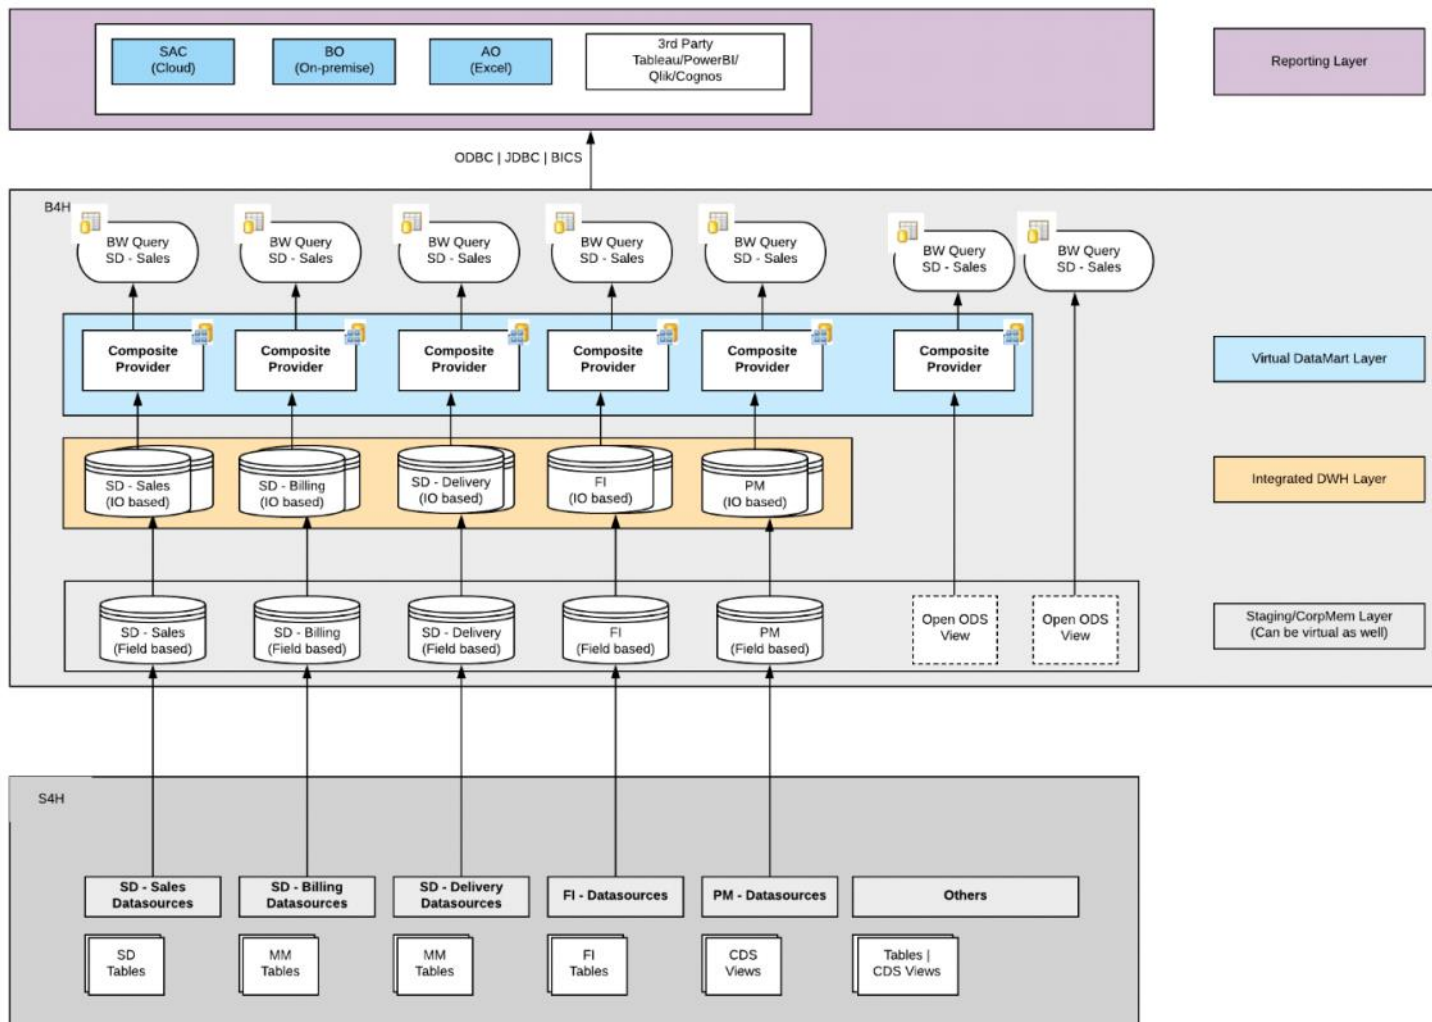 SAC
(Cloud)
BO
(On-premise)
AO
(Excel)
3rd Party
Tableau/PowerBI/
Qlik/Cognos
Reporting Layer
ODBC | JDBC | BICS
B4H
BW Query
SD - Sales
BW Query
SD - Sales
BW Query
SD - Sales
BW Query
SD - Sales
BW Query
SD - Sales
BW Query
SD - Sales
BW Query
SD - Sales
Composite
Provider
Composite
Provider
Composite
Provider
Composite
Provider
Composite
Provider
Composite
Provider
Virtual DataMart Layer
SD - Sales
(IO based)
SD - Billing
(IO based)
SD - Delivery
(IO based)
FI
(IO based)
PM
(IO based)
Integrated DWH Layer
SD - Sales
(Field based)
SD - Billing
(Field based)
SD - Delivery
(Field based)
FI
(Field based)
PM
(Field based)
Open ODS
View
Open ODS
View
Staging/CorpMem Layer
(Can be virtual as well)
S4H
SD - Sales
Datasources
SD - Billing
Datasources
SD - Delivery
Datasources
FI - Datasources
PM - Datasources
Others
SD
Tables
MM
Tables
MM
Tables
FI
Tables
CDS
Views
Tables |
CDS Views